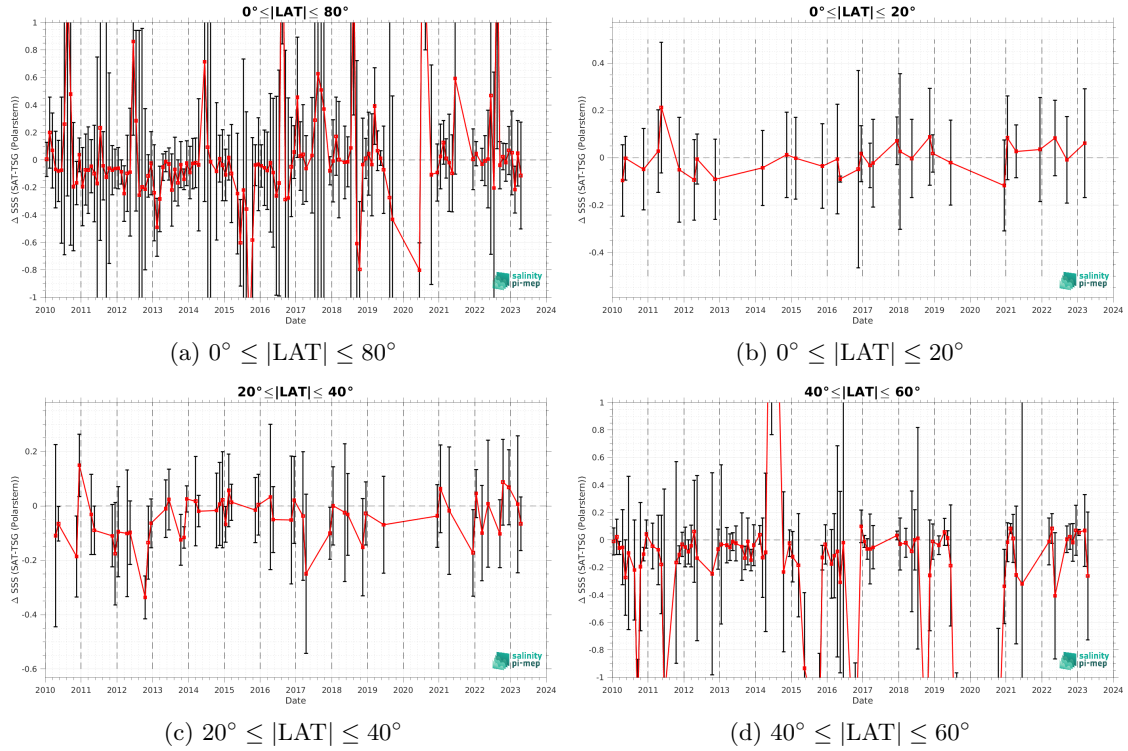 0°≤|LAT|≤ 80°
Δ SSS (SAT-TSG (Polarstern))
1
0.8
0.6
0.4
0.2
0
-0.2
-0.4
-0.6
-0.8
-1
2010 2011 2012 2013 2014 2015 2016 2017 2018 2019 2020 2021 2022 2023 2024
Date
salinity
pi-mep
(a) 0° ≤ |LAT| ≤ 80°
0°≤|LAT|≤ 20°
Δ SSS (SAT-TSG (Polarstern))
0.4
0.2
0
-0.2
-0.4
2010 2011 2012 2013 2014 2015 2016 2017 2018 2019 2020 2021 2022 2023 2024
Date
salinity
pi-mep
(b) 0° ≤ |LAT| ≤ 20°
20°≤|LAT|≤ 40°
Δ SSS (SAT-TSG (Polarstern))
0.2
0
-0.2
-0.4
-0.6
2010 2011 2012 2013 2014 2015 2016 2017 2018 2019 2020 2021 2022 2023 2024
Date
salinity
pi-mep
(c) 20° ≤ |LAT| ≤ 40°
40°≤|LAT|≤ 60°
Δ SSS (SAT-TSG (Polarstern))
1
0.8
0.6
0.4
0.2
0
-0.2
-0.4
-0.6
-0.8
-1
2010 2011 2012 2013 2014 2015 2016 2017 2018 2019 2020 2021 2022 2023 2024
Date
salinity
pi-mep
(d) 40° ≤ |LAT| ≤ 60°